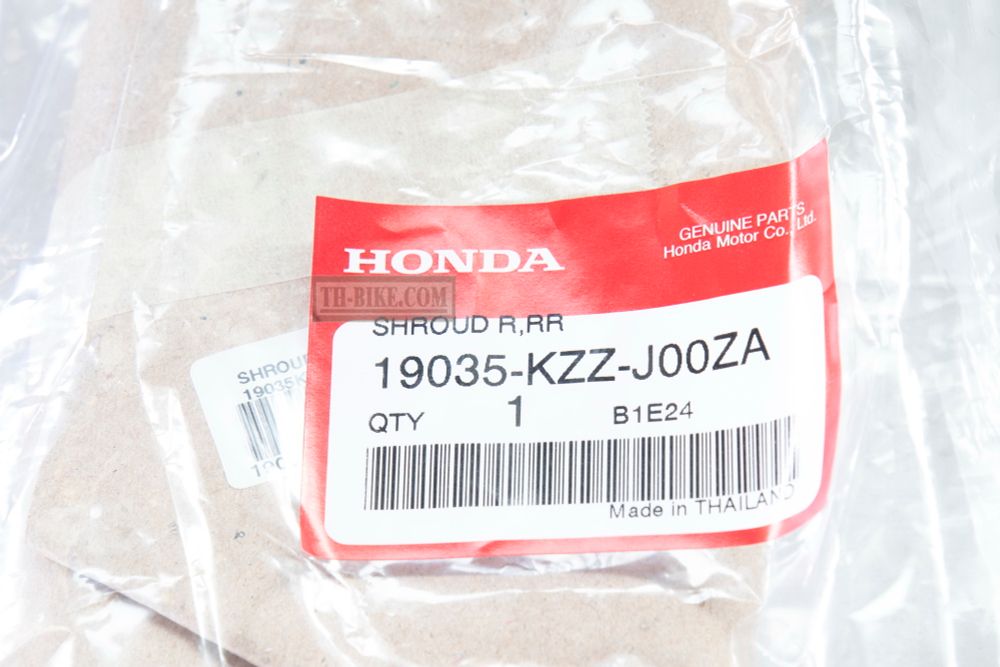 HONDA
GENUINE PARTS
Honda Motor Co., Ltd.
TH-BIKE.COM
SHROUD R,RR
19035-KZZ-J00ZA
QTY 1 B1E24
Made in THAILAND
SHROUD
19035K